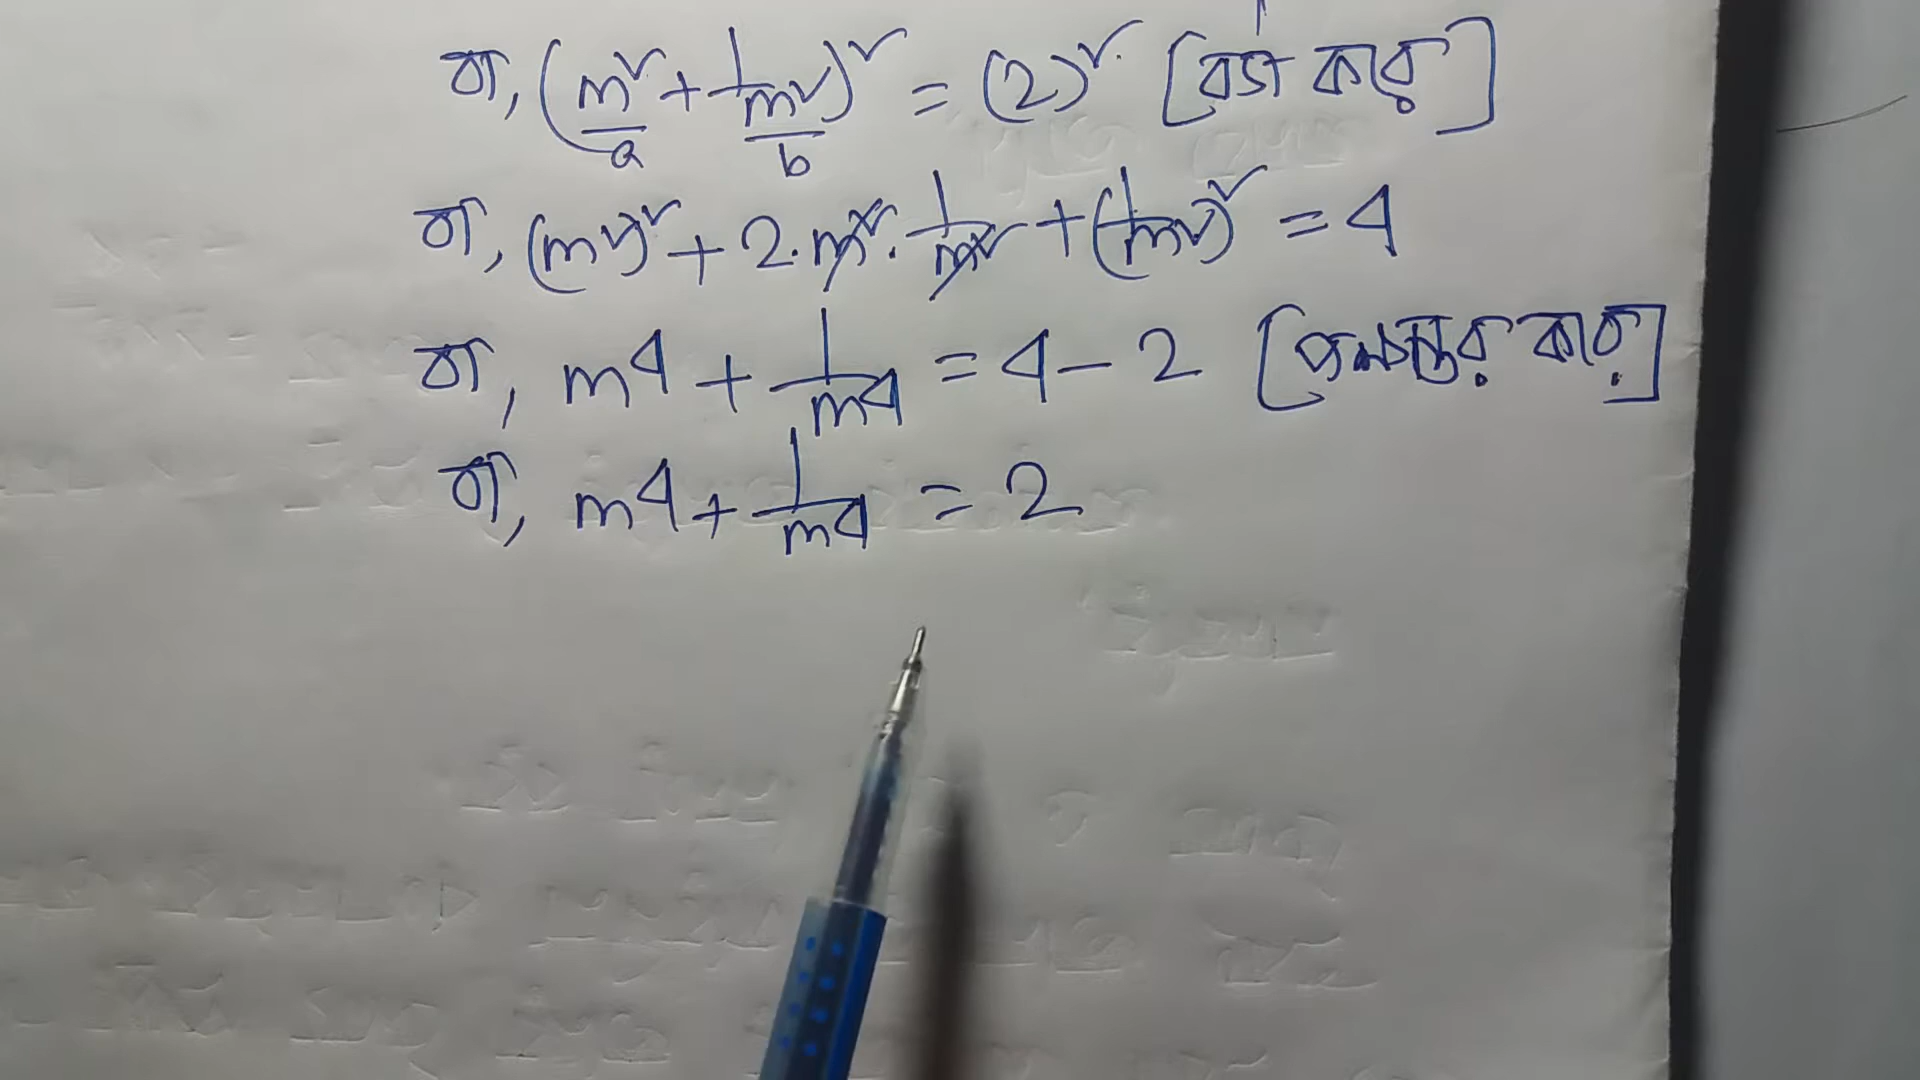 বা, (m² + 1/m²)² = (2)² [বর্গ করে]
a b
বা, (m²)² + 2·m²·1/m² + (1/m²)² = 4
বা, m⁴ + 1/m⁴ = 4 - 2 [পক্ষান্তর করে]
বা, m⁴ + 1/m⁴ = 2